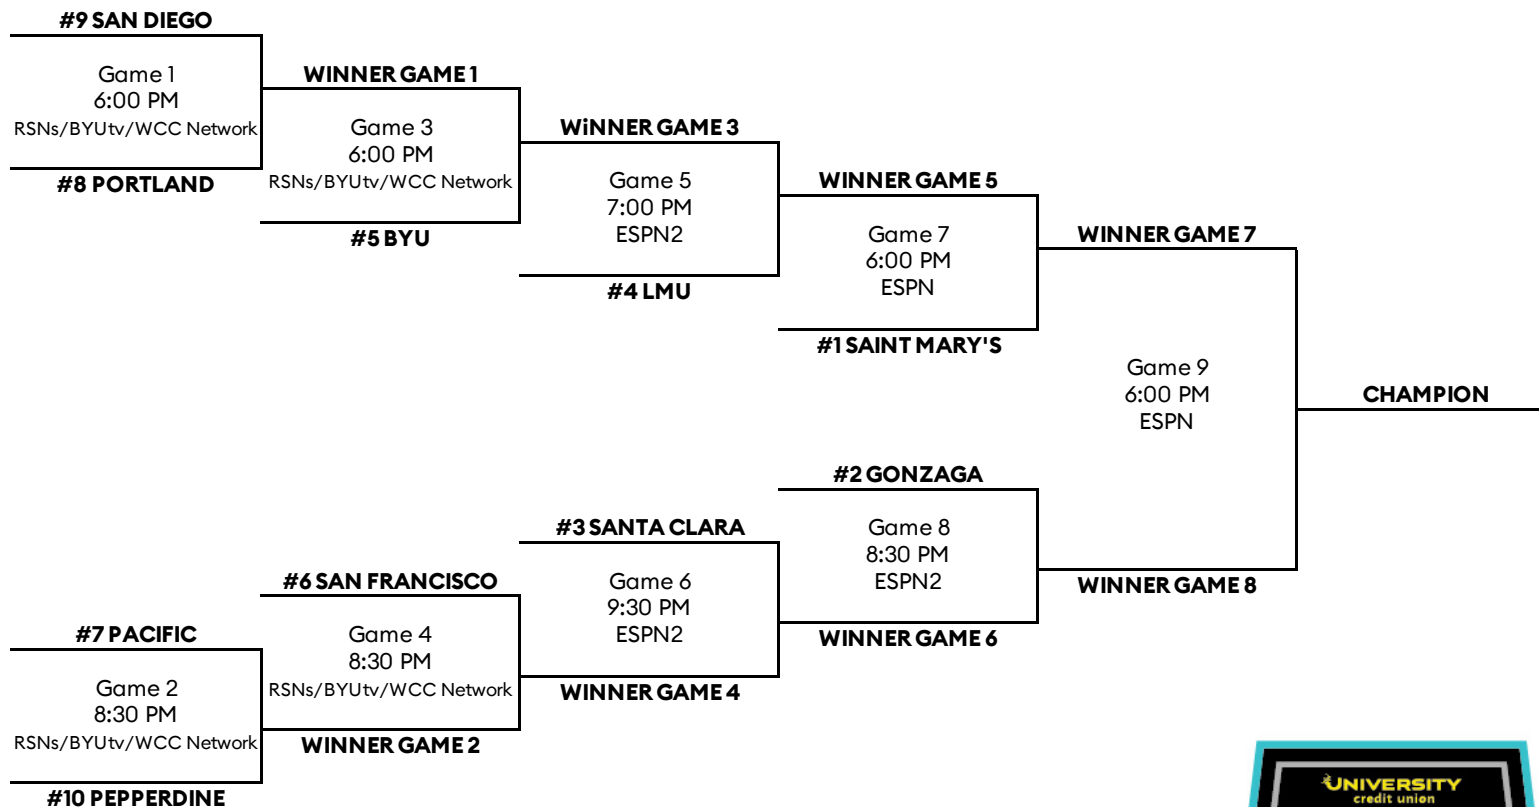 #9 SAN DIEGO
Game 1
6:00 PM
RSNs/BYUtv/WCC Network
#8 PORTLAND
WINNER GAME 1
Game 3
6:00 PM
RSNs/BYUtv/WCC Network
#5 BYU
WiNNER GAME 3
Game 5
7:00 PM
ESPN2
#4 LMU
WINNER GAME 5
Game 7
6:00 PM
ESPN
#1 SAINT MARY'S
WINNER GAME 7
Game 9
6:00 PM
ESPN
CHAMPION
#2 GONZAGA
Game 8
8:30 PM
ESPN2
WINNER GAME 8
#3 SANTA CLARA
Game 6
9:30 PM
ESPN2
WINNER GAME 6
#6 SAN FRANCISCO
Game 4
8:30 PM
RSNs/BYUtv/WCC Network
WINNER GAME 4
#7 PACIFIC
Game 2
8:30 PM
RSNs/BYUtv/WCC Network
WINNER GAME 2
#10 PEPPERDINE
UNIVERSITY
credit union